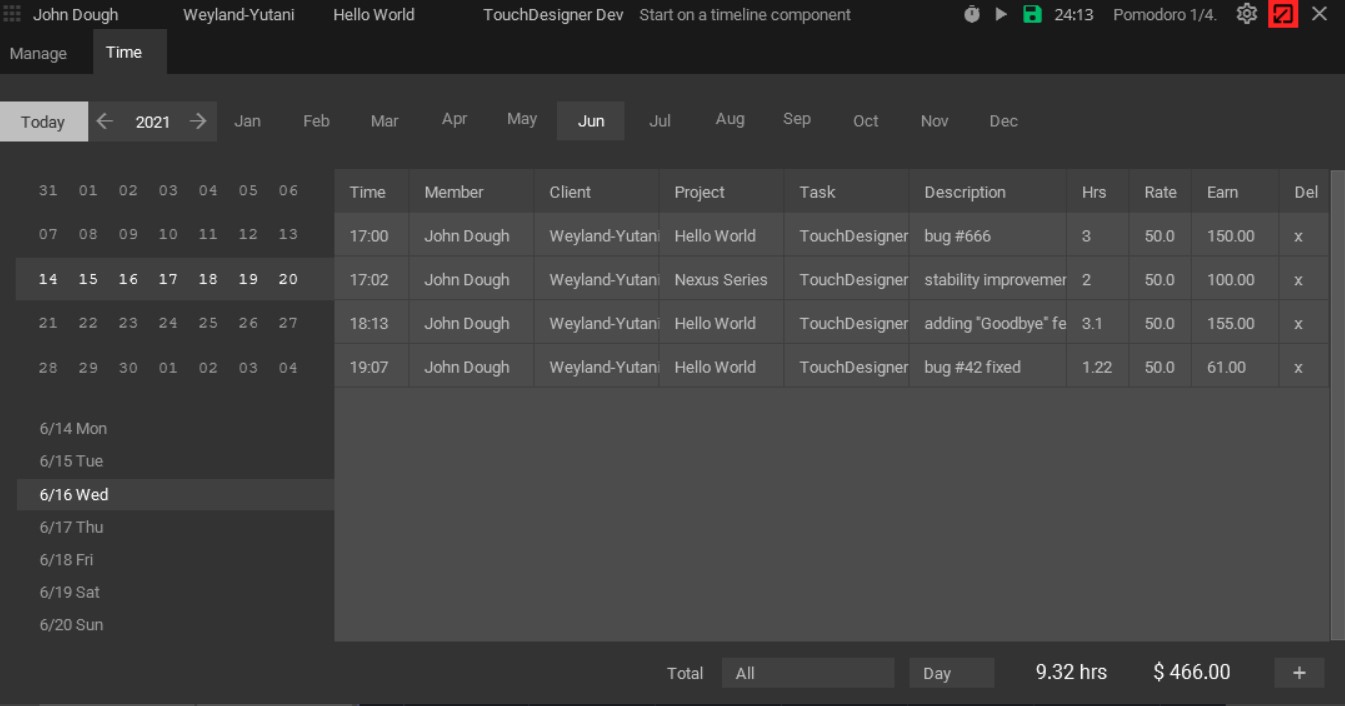 John Dough Weyland-Yutani Hello World TouchDesigner Dev Start on a timeline component 24:13 Pomodoro 1/4.
Manage Time
Today 2021 Jan Feb Mar Apr May Jun Jul Aug Sep Oct Nov Dec
31 01 02 03 04 05 06
07 08 09 10 11 12 13
14 15 16 17 18 19 20
21 22 23 24 25 26 27
28 29 30 01 02 03 04
6/14 Mon
6/15 Tue
6/16 Wed
6/17 Thu
6/18 Fri
6/19 Sat
6/20 Sun
Time Member Client Project Task Description Hrs Rate Earn Del
17:00 John Dough Weyland-Yutani Hello World TouchDesigner bug #666 3 50.0 150.00 x
17:02 John Dough Weyland-Yutani Nexus Series TouchDesigner stability improvemer 2 50.0 100.00 x
18:13 John Dough Weyland-Yutani Hello World TouchDesigner adding "Goodbye" fe 3.1 50.0 155.00 x
19:07 John Dough Weyland-Yutani Hello World TouchDesigner bug #42 fixed 1.22 50.0 61.00 x
Total All Day 9.32 hrs $ 466.00 +